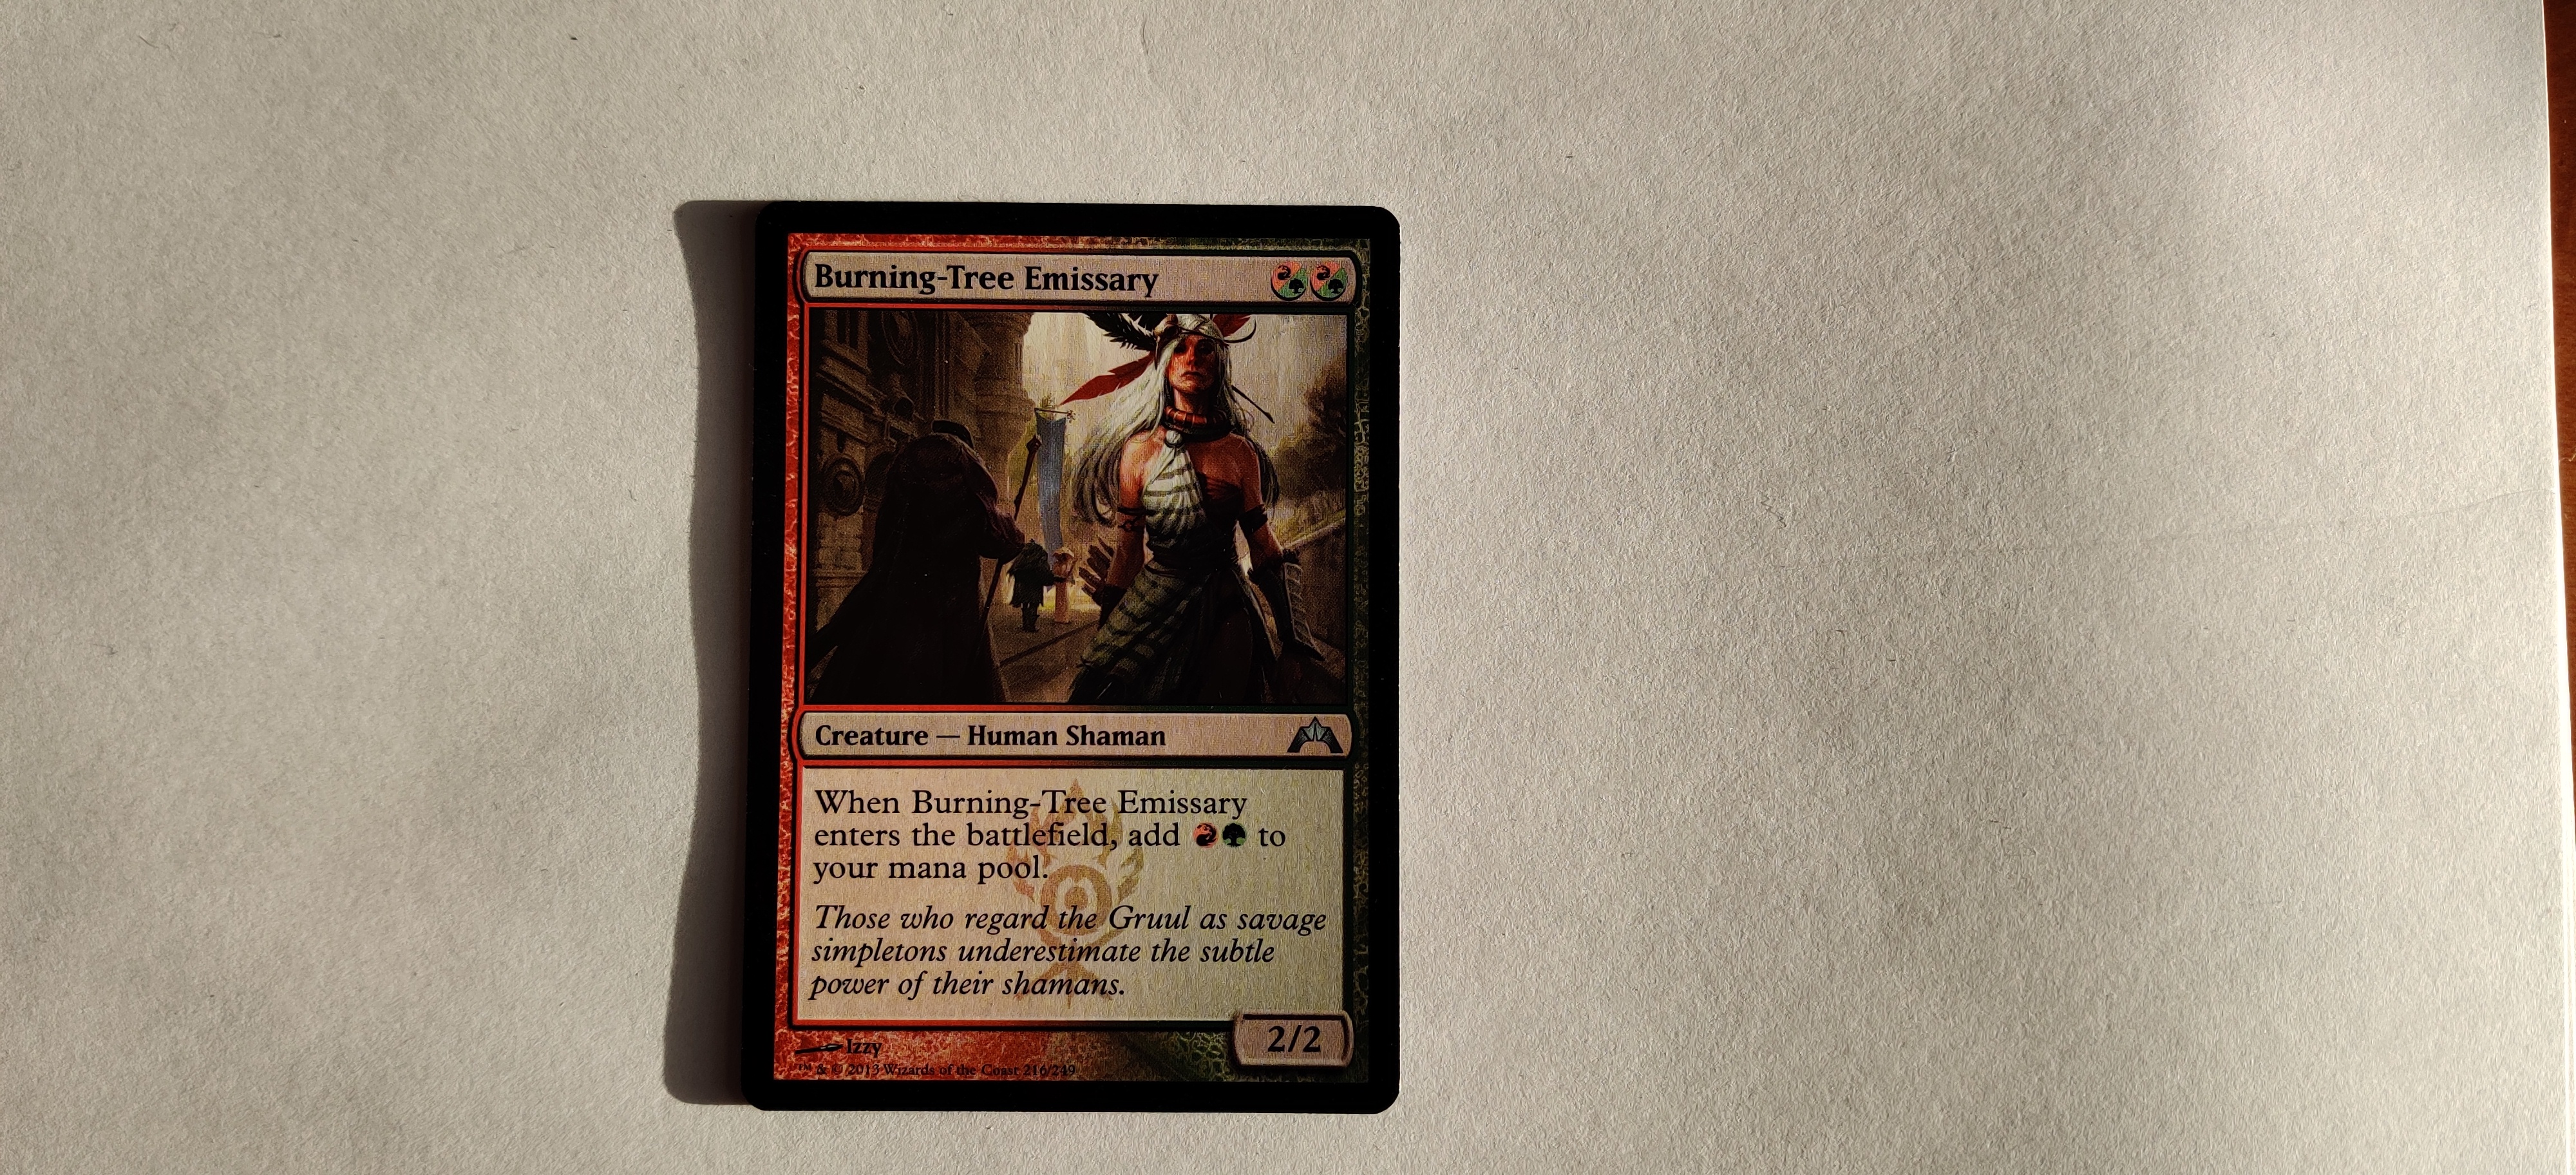 Burning-Tree Emissary
Creature — Human Shaman
When Burning-Tree Emissary
enters the battlefield, add to
your mana pool.
Those who regard the Gruul as savage
simpletons underestimate the subtle
power of their shamans.
2/2
Izzy
™ & © 2013 Wizards of the Coast 216/249